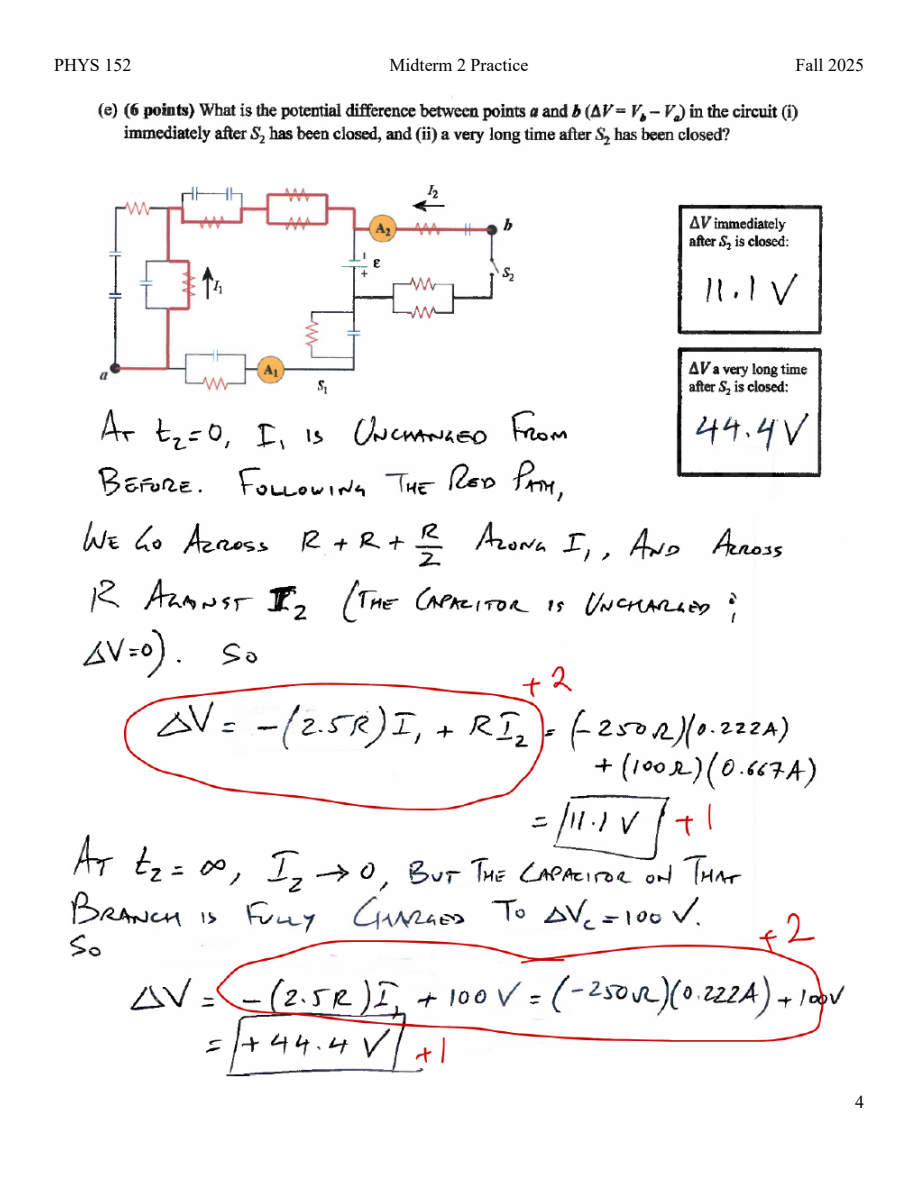 PHYS 152 Midterm 2 Practice Fall 2025
(e) (6 points) What is the potential difference between points a and b (ΔV = V_b – V_a) in the circuit (i)
immediately after S₂ has been closed, and (ii) a very long time after S₂ has been closed?
I₂
b
A₂
ε
S₂
I₁
A₁
a
S₁
ΔV immediately
after S₂ is closed:
11.1 V
ΔV a very long time
after S₂ is closed:
44.4 V
AT t₂=0, I₁ IS UNCHANGED FROM
BEFORE. FOLLOWING THE RED PATH,
WE GO ACROSS R + R + R/2 ALONG I₁, AND ACROSS
R AGAINST I₂ (THE CAPACITOR IS UNCHARGED ;
ΔV=0). SO
+2
ΔV = -(2.5R)I₁ + RI₂ = (-250Ω)(0.222A)
+ (100Ω)(0.667A)
= 11.1 V +1
AT t₂ = ∞, I₂ → 0, BUT THE CAPACITOR ON THAT
BRANCH IS FULLY CHARGED TO ΔV_C = 100 V.
SO
+2
ΔV = -(2.5R)I₁ + 100 V = (-250Ω)(0.222A) + 100V
= +44.4 V +1
4